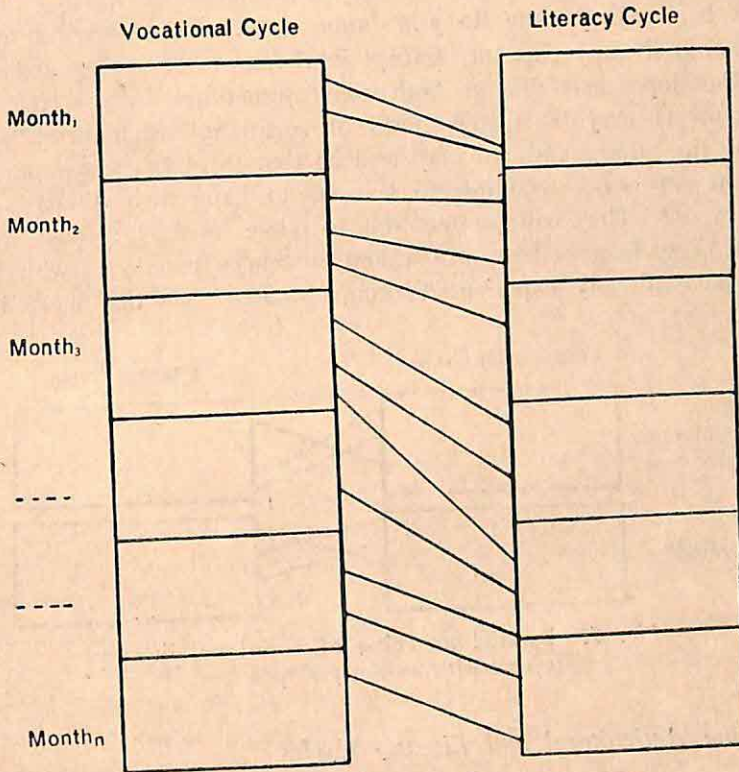 Vocational Cycle
Literacy Cycle
Month₁
Month₂
Month₃
----
----
Monthₙ